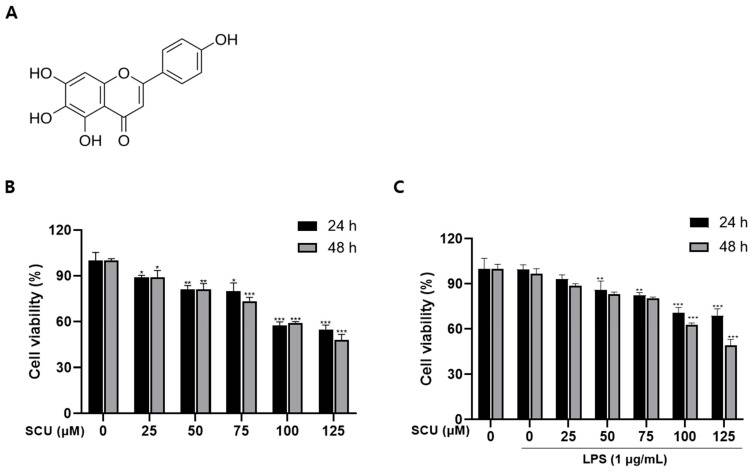 A
OH
HO
O
HO
OH
O
B
24 h
48 h
Cell viability (%)
120
90
60
30
0
* *
** **
* ***
*** ***
*** ***
SCU (µM) 0 25 50 75 100 125
C
24 h
48 h
Cell viability (%)
120
90
60
30
0
**
**
*** ***
*** ***
SCU (µM) 0 0 25 50 75 100 125
LPS (1 µg/mL)